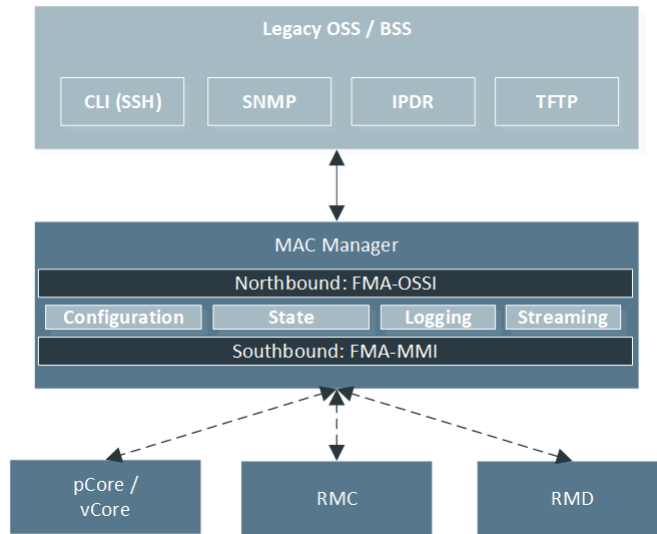 Legacy OSS / BSS
CLI (SSH)
SNMP
IPDR
TFTP
MAC Manager
Northbound: FMA-OSSI
Configuration
State
Logging
Streaming
Southbound: FMA-MMI
pCore /
vCore
RMC
RMD